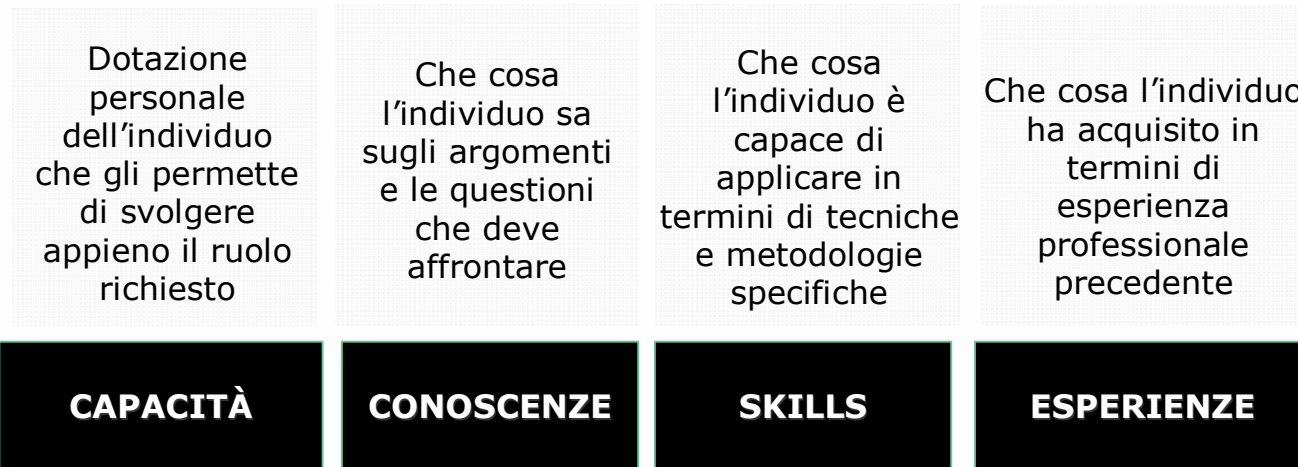 Dotazione
personale
dell’individuo
che gli permette
di svolgere
appieno il ruolo
richiesto
CAPACITÀ
Che cosa
l’individuo sa
sugli argomenti
e le questioni
che deve
affrontare
CONOSCENZE
Che cosa
l’individuo è
capace di
applicare in
termini di tecniche
e metodologie
specifiche
SKILLS
Che cosa l’individuo
ha acquisito in
termini di
esperienza
professionale
precedente
ESPERIENZE